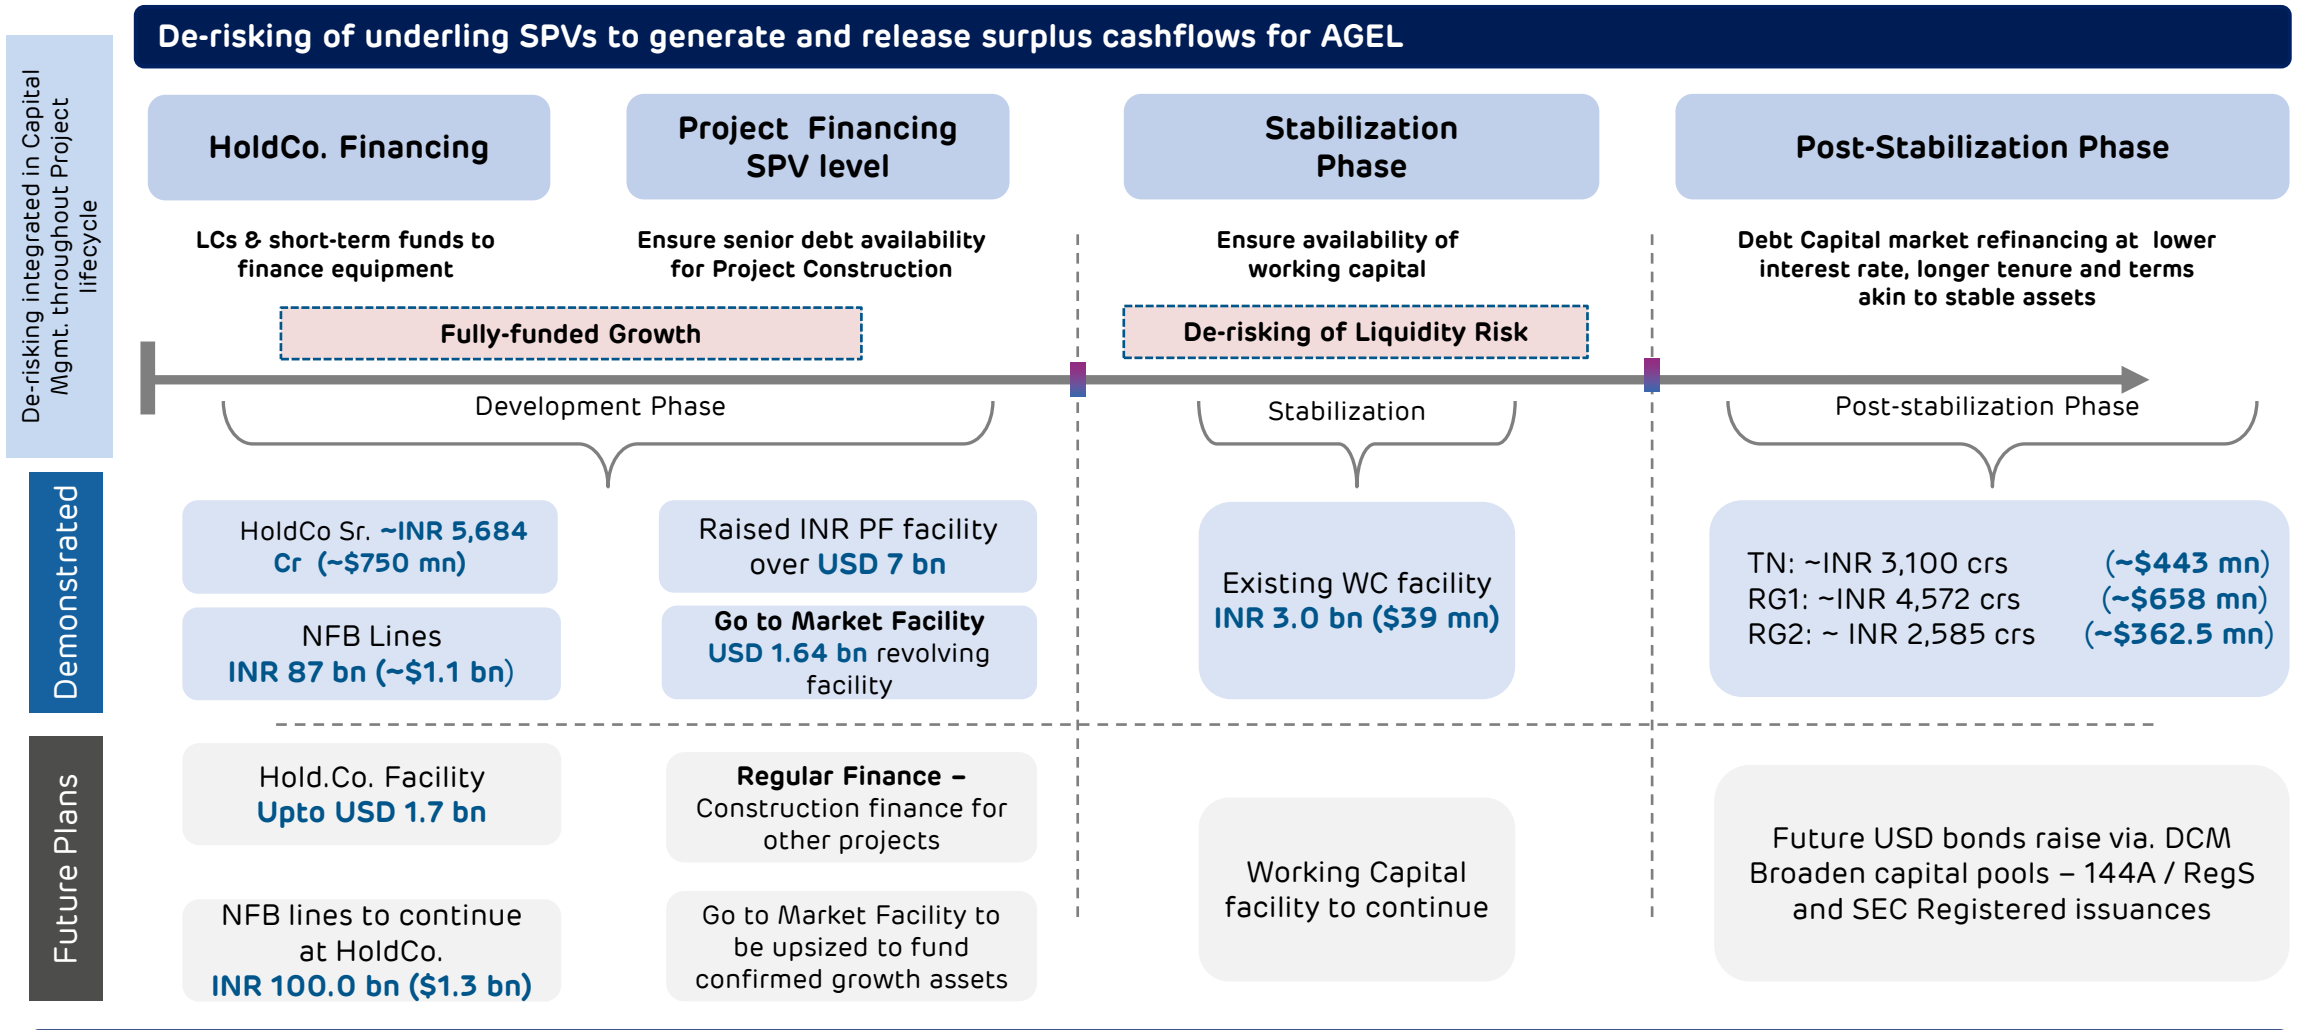 De-risking of underling SPVs to generate and release surplus cashflows for AGEL
De-risking integrated in Capital
Mgmt. throughout Project
lifecycle
HoldCo. Financing
Project Financing
SPV level
Stabilization
Phase
Post-Stabilization Phase
LCs & short-term funds to
finance equipment
Ensure senior debt availability
for Project Construction
Ensure availability of
working capital
Debt Capital market refinancing at lower
interest rate, longer tenure and terms
akin to stable assets
Fully-funded Growth
De-risking of Liquidity Risk
Development Phase
Stabilization
Post-stabilization Phase
Demonstrated
HoldCo Sr. ~INR 5,684
Cr (~$750 mn)
NFB Lines
INR 87 bn (~$1.1 bn)
Raised INR PF facility
over USD 7 bn
Go to Market Facility
USD 1.64 bn revolving
facility
Existing WC facility
INR 3.0 bn ($39 mn)
TN: ~INR 3,100 crs (~$443 mn)
RG1: ~INR 4,572 crs (~$658 mn)
RG2: ~ INR 2,585 crs (~$362.5 mn)
Future Plans
Hold.Co. Facility
Upto USD 1.7 bn
NFB lines to continue
at HoldCo.
INR 100.0 bn ($1.3 bn)
Regular Finance –
Construction finance for
other projects
Go to Market Facility to
be upsized to fund
confirmed growth assets
Working Capital
facility to continue
Future USD bonds raise via. DCM
Broaden capital pools – 144A / RegS
and SEC Registered issuances